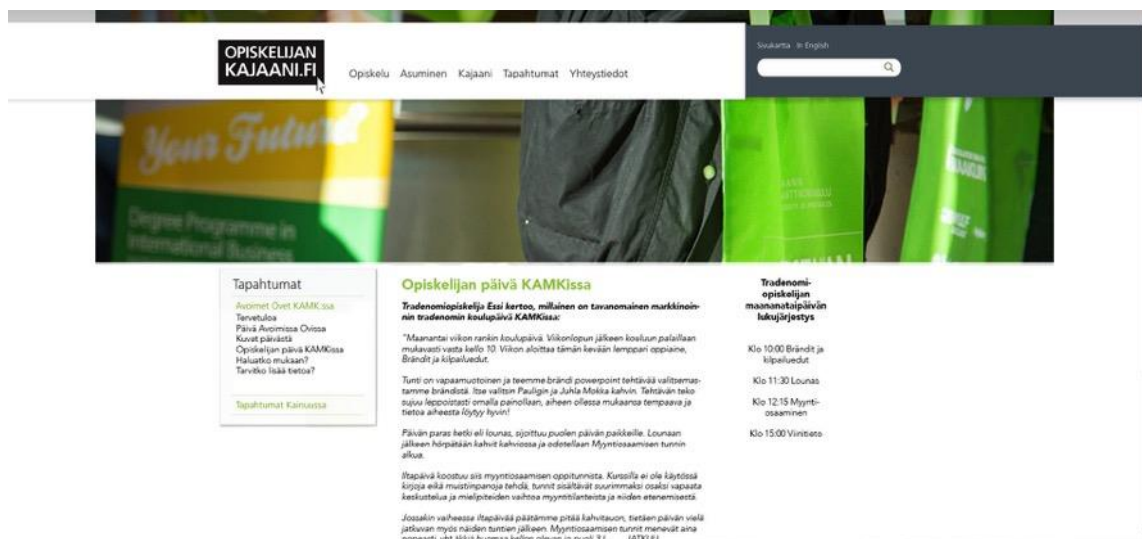 OPISKELIJAN
KAJAANI.FI
Opiskelu Asuminen Kajaani Tapahtumat Yhteystiedot
Sivukartta In English
Your Future
Degree Programme in
International Business
Tapahtumat
Avoimet Ovet KAMK:ssa
Tervetuloa
Päivä Avoimissa Ovissa
Kuvat päivästä
Opiskelijan päivä KAMKissa
Haluatko mukaan?
Tarvitko lisää tietoa?
Tapahtumat Kainuussa
Opiskelijan päivä KAMKissa
Tradenomiopiskelija Essi kertoo, millainen on tavanomainen markkinoin-
nin tradenomin koulupäivä KAMKissa:
"Maanantai viikon rankin koulupäivä. Viikonlopun jälkeen kouluun palaillaan
mukavasti vasta kello 10. Viikon aloittaa tämän kevään lemppari oppiaine,
Brändit ja kilpailuedut.
Tunti on vapaamuotoinen ja teemme brändi powerpoint tehtävää valitsemas-
tamme brändistä. Itse valitsin Pauligin ja Juhla Mokka kahvin. Tehtävän teko
sujuu leppoistasti omalla painollaan, aiheen ollessa mukaansa tempaava ja
tietoa aiheesta löytyy hyvin!
Päivän paras hetki eli lounas, sijoittuu puolen päivän paikkeille. Lounaan
jälkeen hörpätään kahvit kahviossa ja odotellaan Myyntiosaamisen tunnin
alkua.
Iltapäivä koostuu siis myyntiosaamisen oppitunnista. Kurssilla ei ole käytössä
kirjoja eikä muistiinpanoja tehdä, tunnit sisältävät suurimmaksi osaksi vapaata
keskustelua ja mielipiteiden vaihtoa myyntitilanteista ja niiden etenemisestä.
Jossakin vaiheessa iltapäivää päätämme pitää kahvitauon, tietäen päivän vielä
jatkuvan myös näiden tuntien jälkeen. Myyntiosaamisen tunnit menevät aina
Tradenomi-
opiskelijan
maananataipäivän
lukujärjestys
Klo 10:00 Brändit ja
kilpailuedut
Klo 11:30 Lounas
Klo 12:15 Myynti-
osaaminen
Klo 15:00 Viinitieto